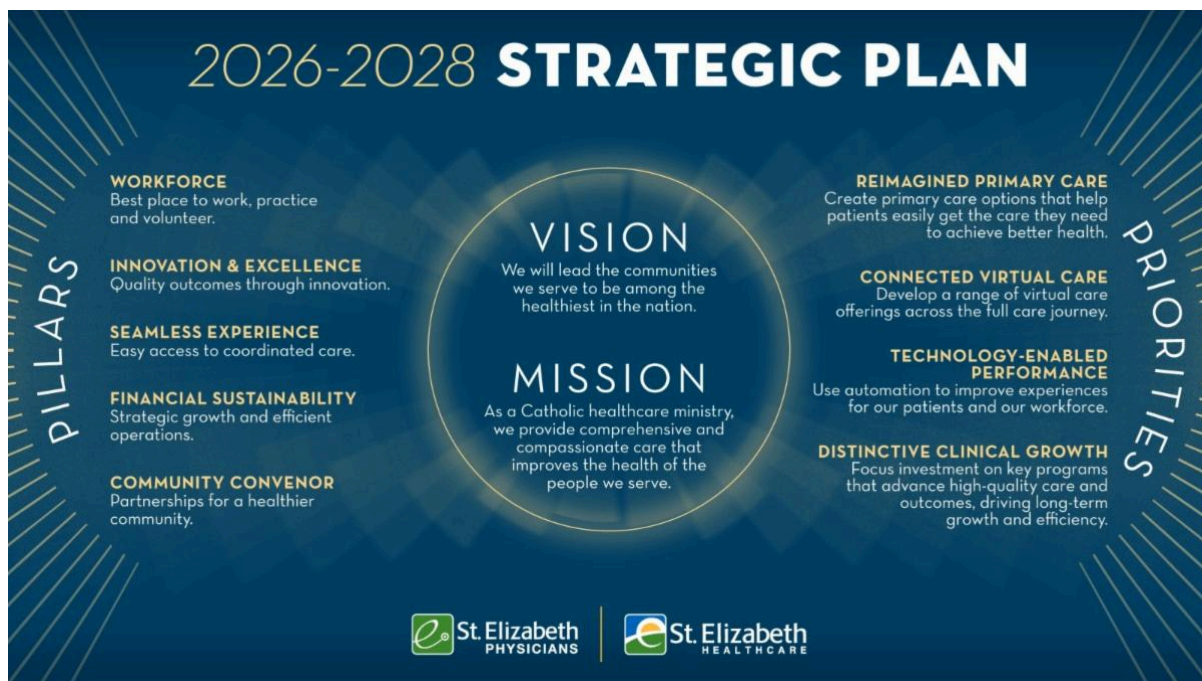 2026-2028 STRATEGIC PLAN
PILLARS
WORKFORCE
Best place to work, practice
and volunteer.
INNOVATION & EXCELLENCE
Quality outcomes through innovation.
SEAMLESS EXPERIENCE
Easy access to coordinated care.
FINANCIAL SUSTAINABILITY
Strategic growth and efficient
operations.
COMMUNITY CONVENOR
Partnerships for a healthier
community.
VISION
We will lead the communities
we serve to be among the
healthiest in the nation.
MISSION
As a Catholic healthcare ministry,
we provide comprehensive and
compassionate care that
improves the health of the
people we serve.
PRIORITIES
REIMAGINED PRIMARY CARE
Create primary care options that help
patients easily get the care they need
to achieve better health.
CONNECTED VIRTUAL CARE
Develop a range of virtual care
offerings across the full care journey.
TECHNOLOGY-ENABLED
PERFORMANCE
Use automation to improve experiences
for our patients and our workforce.
DISTINCTIVE CLINICAL GROWTH
Focus investment on key programs
that advance high-quality care and
outcomes, driving long-term
growth and efficiency.
St. Elizabeth
PHYSICIANS
St. Elizabeth
HEALTHCARE